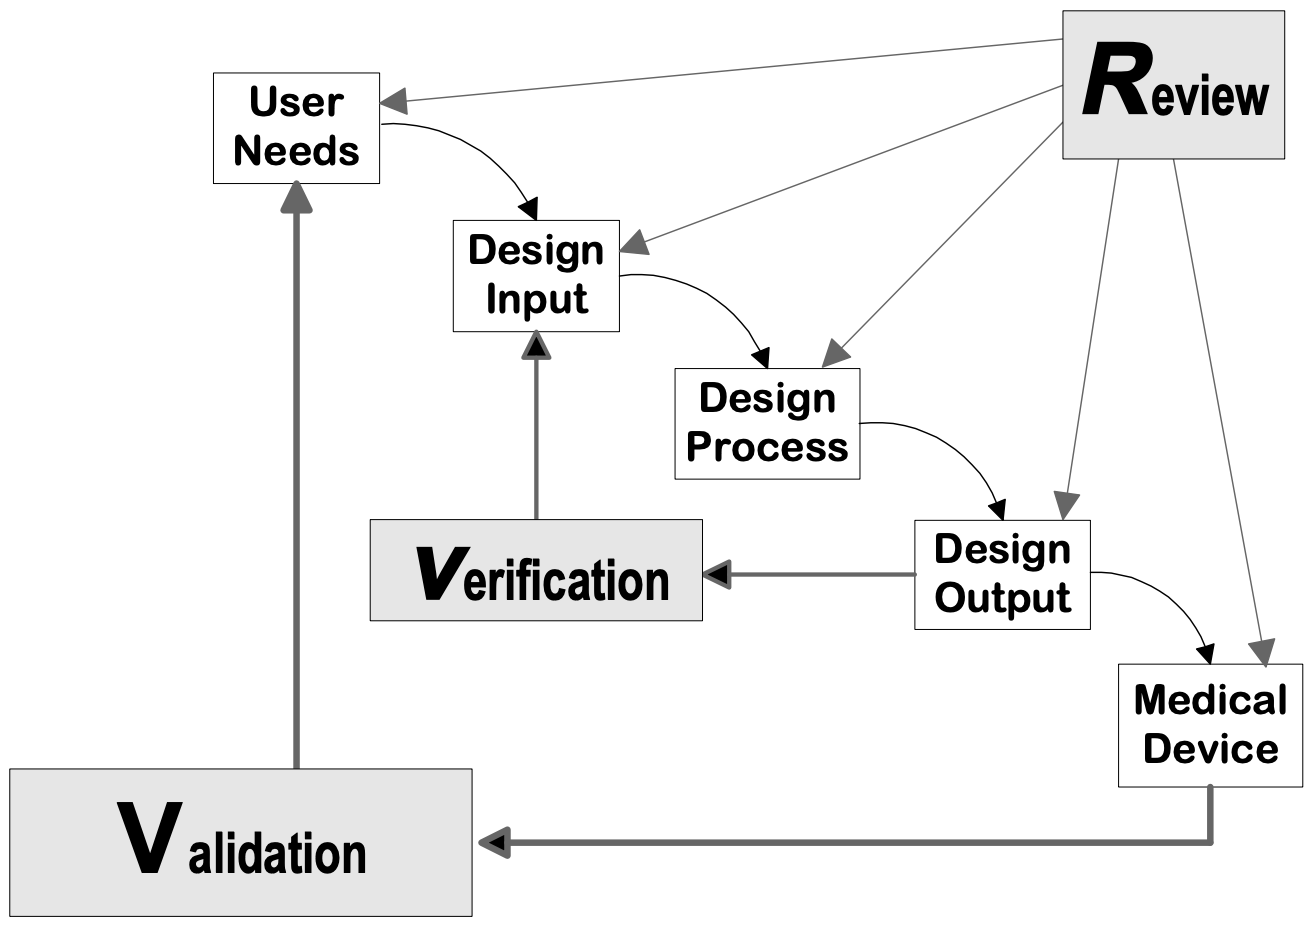 Review
User
Needs
Design
Input
Design
Process
Verification
Design
Output
Medical
Device
Validation